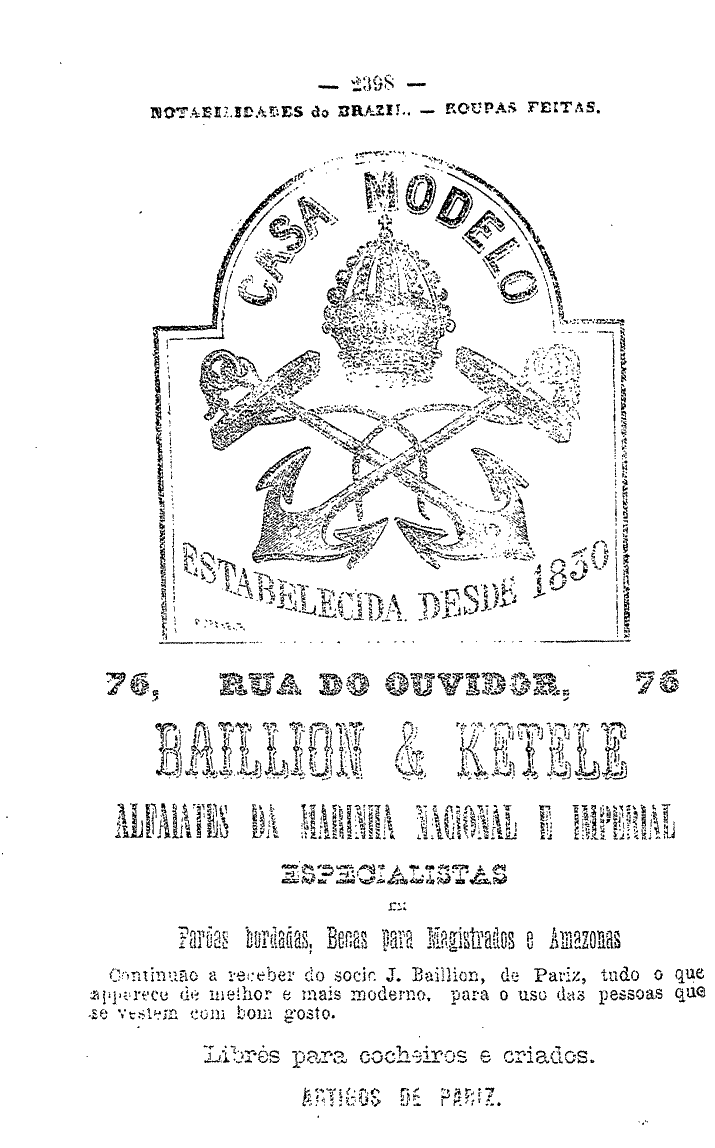 — 2398 —
NOTABILIDADES do BRAZIL. — ROUPAS FEITAS.
CASA MODELO
ESTABELECIDA DESDE 1850
76, RUA DO OUVIDOR, 76
BAILLION & KETELE
ALFAIATES DA MARINHA NACIONAL E IMPERIAL
ESPECIALISTAS
EM
Fardas bordadas, Becas para Magistrados e Amazonas
Continuão a receber do socio J. Baillion, de Pariz, tudo o que
apparece de melhor e mais moderno, para o uso das pessoas que
se vestem com bom gosto.
Librés para cocheiros e criados.
ARTIGOS DE PARIZ.